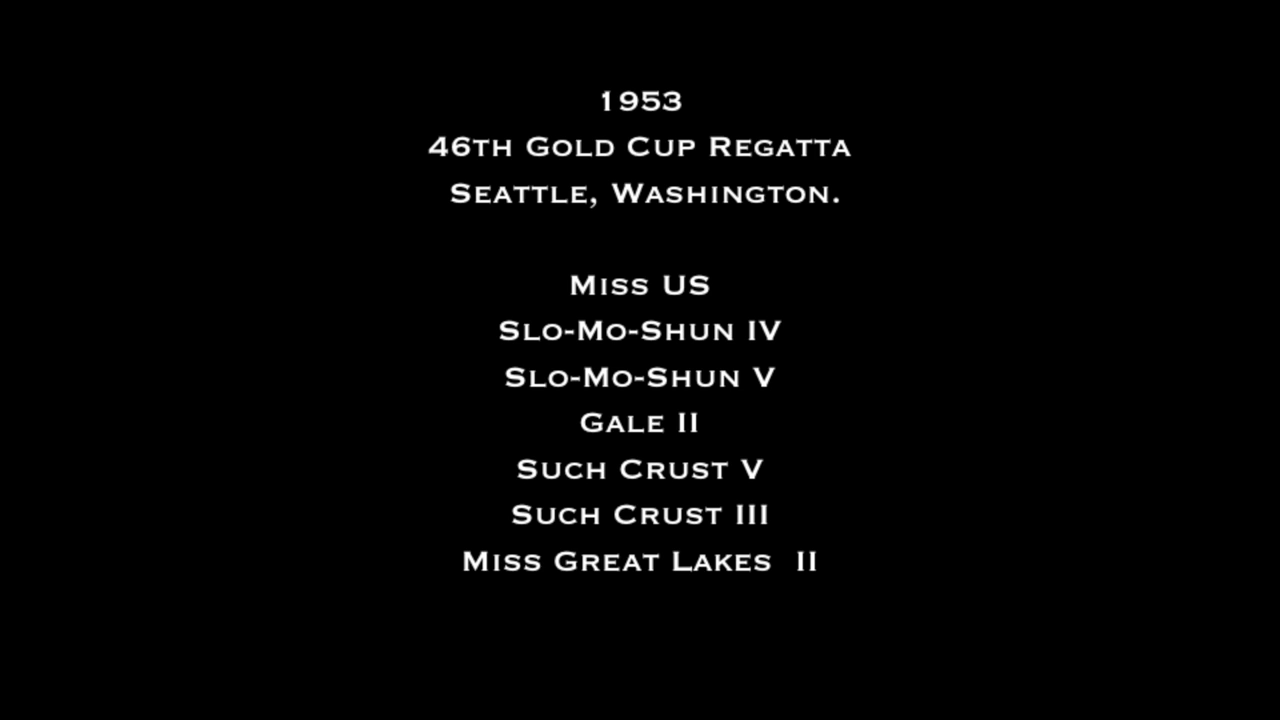 1953
46th Gold Cup Regatta
Seattle, Washington.
Miss US
Slo-Mo-Shun IV
Slo-Mo-Shun V
Gale II
Such Crust V
Such Crust III
Miss Great Lakes  II